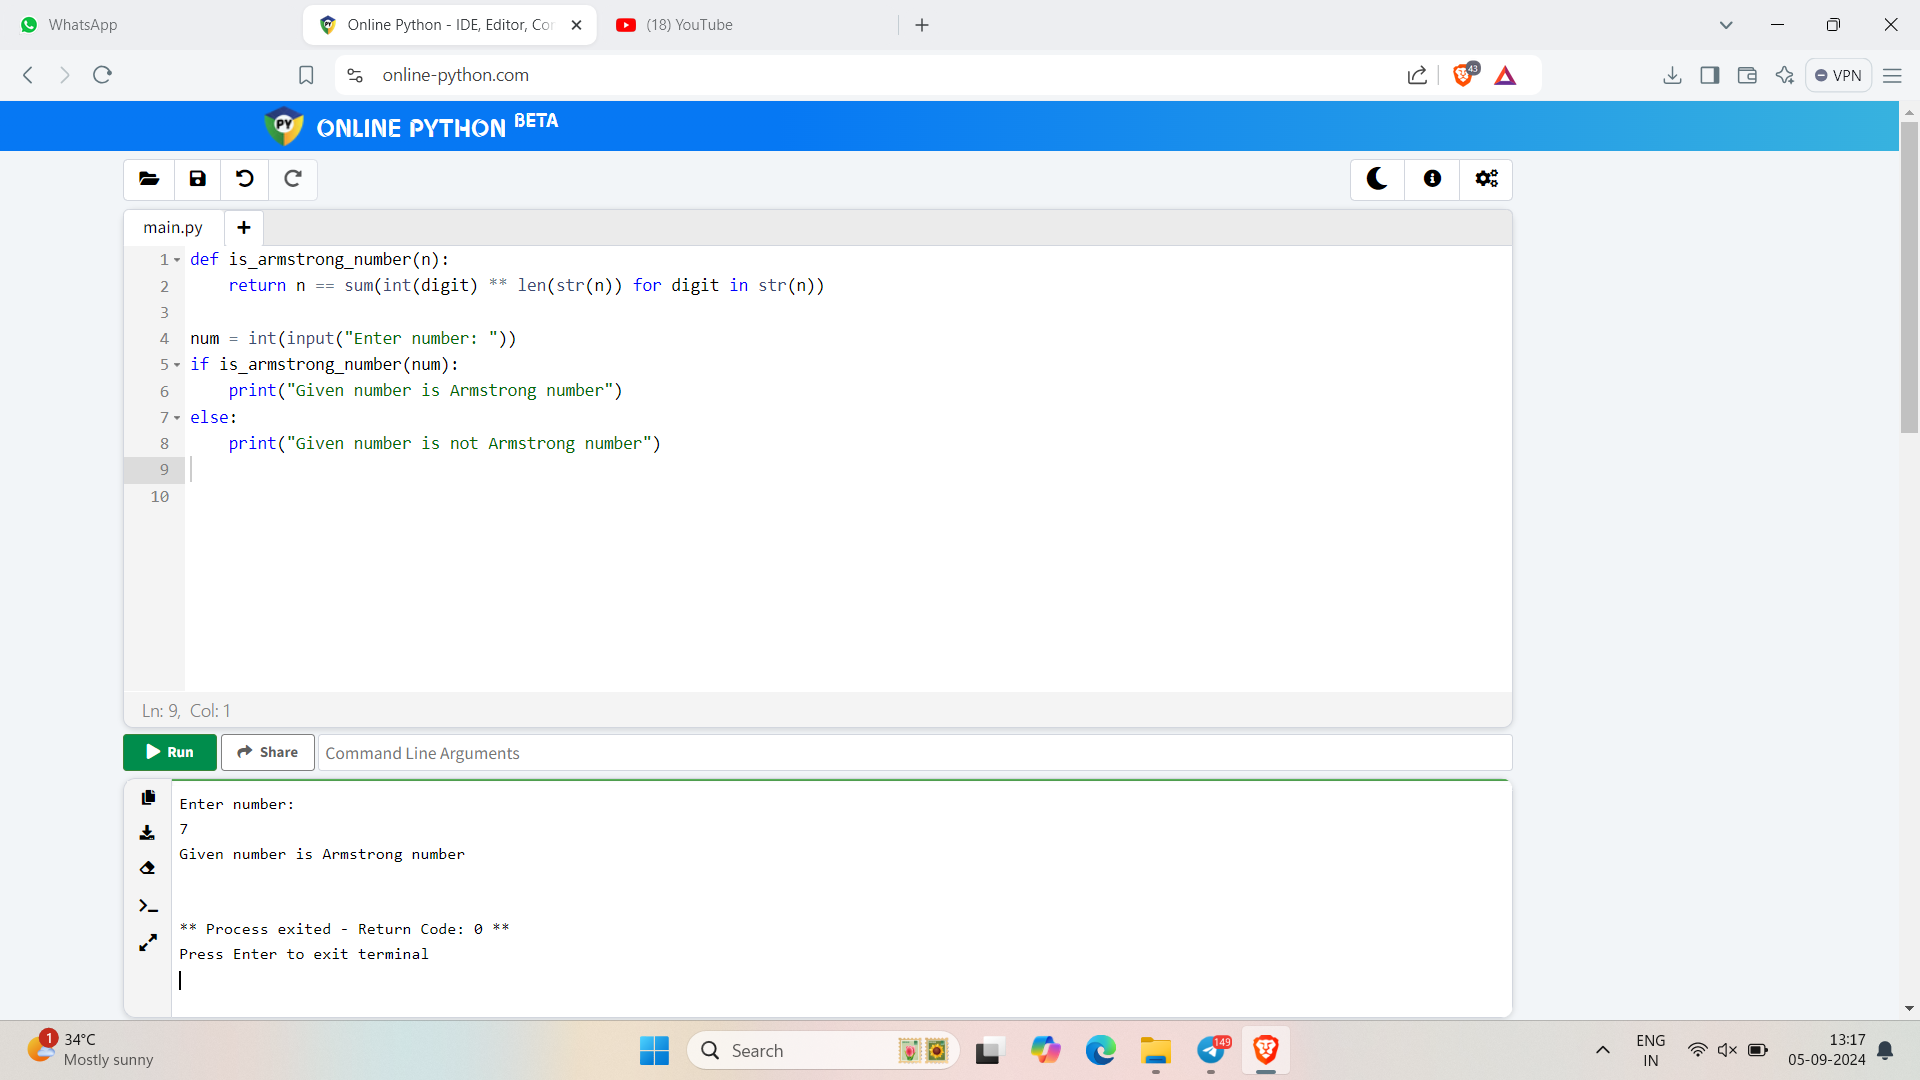 WhatsApp
Online Python - IDE, Editor, Cor
(18) YouTube
online-python.com
43
VPN
PY
ONLINE PYTHON BETA
main.py
1 def is_armstrong_number(n):
2     return n == sum(int(digit) ** len(str(n)) for digit in str(n))
3
4 num = int(input("Enter number: "))
5 if is_armstrong_number(num):
6     print("Given number is Armstrong number")
7 else:
8     print("Given number is not Armstrong number")
9
10
Ln: 9, Col: 1
Run
Share
Command Line Arguments
Enter number:
7
Given number is Armstrong number
** Process exited - Return Code: 0 **
Press Enter to exit terminal
1
34°C
Mostly sunny
Search
149
ENG
IN
13:17
05-09-2024